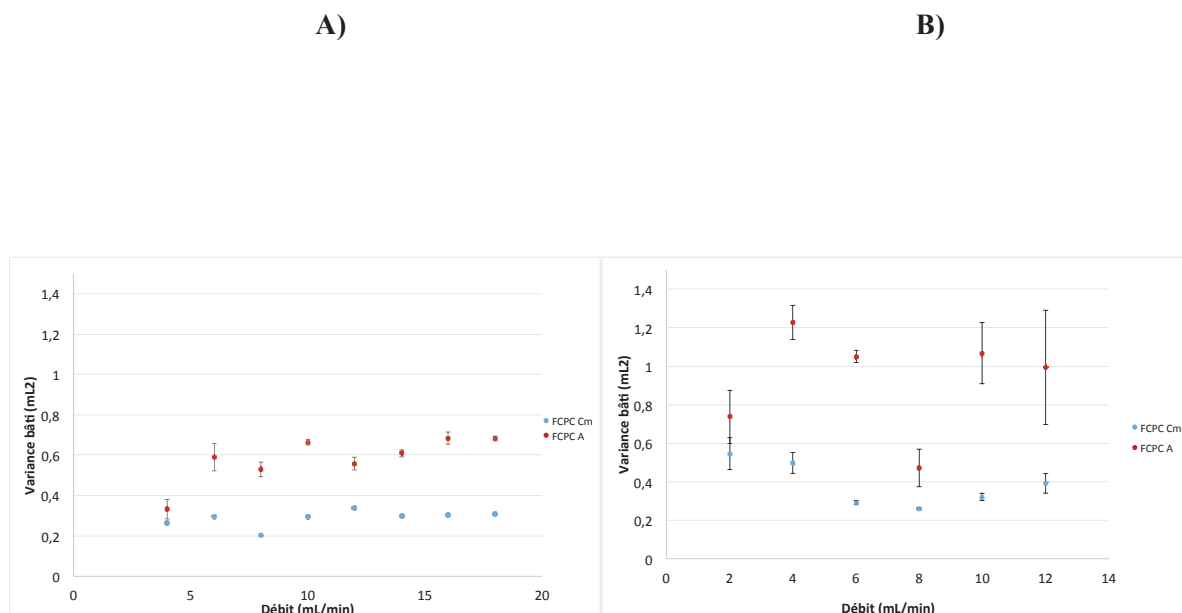 A)
B)
Variance bâti (mL2)
1,4
1,2
1
0,8
0,6
0,4
0,2
0
0
5
10
15
20
Débit (mL/min)
FCPC Cm
FCPC A
Variance bâti (mL2)
1,4
1,2
1
0,8
0,6
0,4
0,2
0
0
2
4
6
8
10
12
14
Débit (mL/min)
FCPC Cm
FCPC A